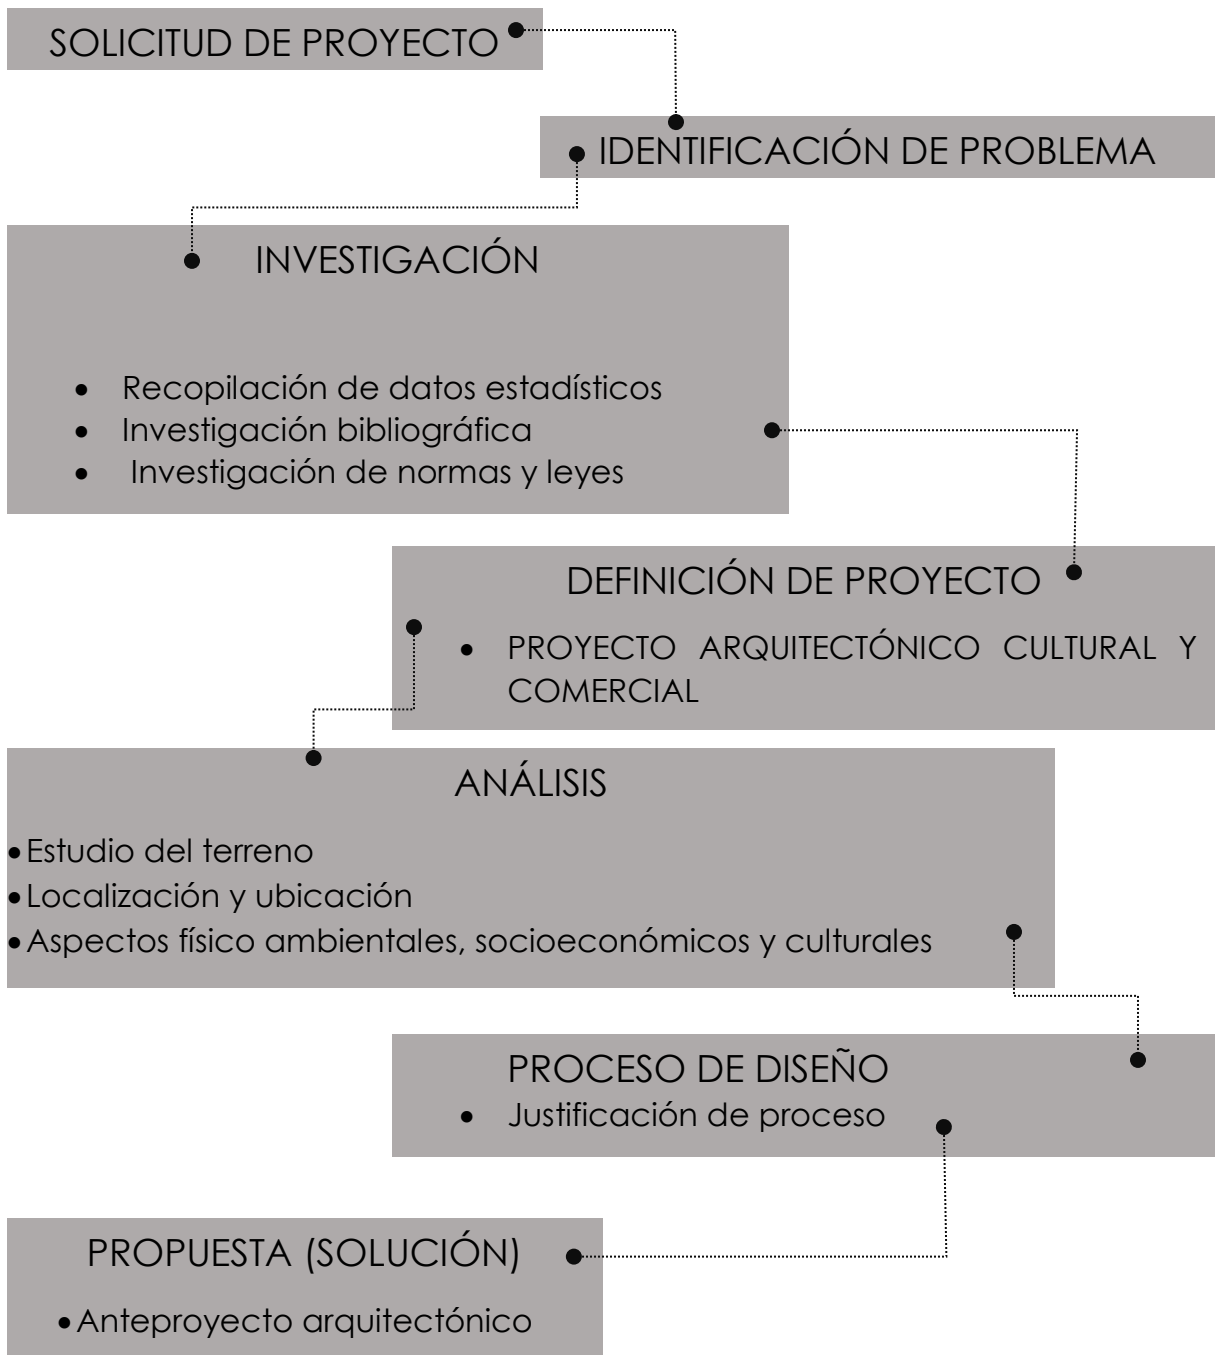 SOLICITUD DE PROYECTO
IDENTIFICACIÓN DE PROBLEMA
INVESTIGACIÓN
• Recopilación de datos estadísticos
• Investigación bibliográfica
• Investigación de normas y leyes
DEFINICIÓN DE PROYECTO
• PROYECTO ARQUITECTÓNICO CULTURAL Y
COMERCIAL
ANÁLISIS
• Estudio del terreno
• Localización y ubicación
• Aspectos físico ambientales, socioeconómicos y culturales
PROCESO DE DISEÑO
• Justificación de proceso
PROPUESTA (SOLUCIÓN)
• Anteproyecto arquitectónico